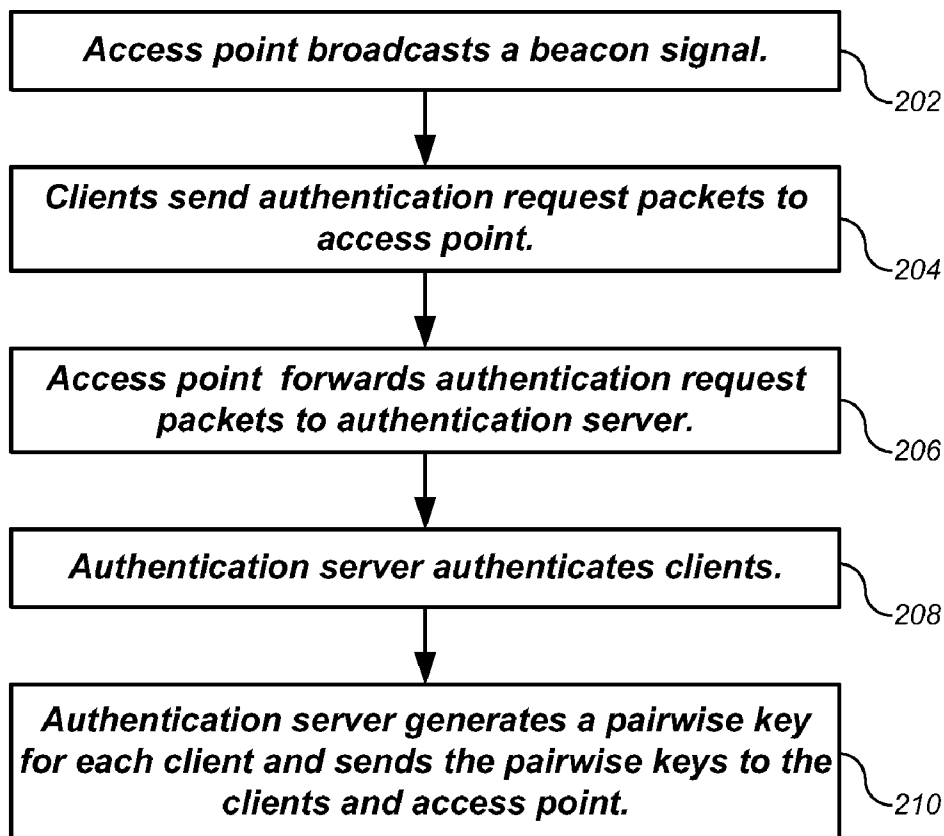 Access point broadcasts a beacon signal.
202
Clients send authentication request packets to
access point.
204
Access point forwards authentication request
packets to authentication server.
206
Authentication server authenticates clients.
208
Authentication server generates a pairwise key
for each client and sends the pairwise keys to the
clients and access point.
210